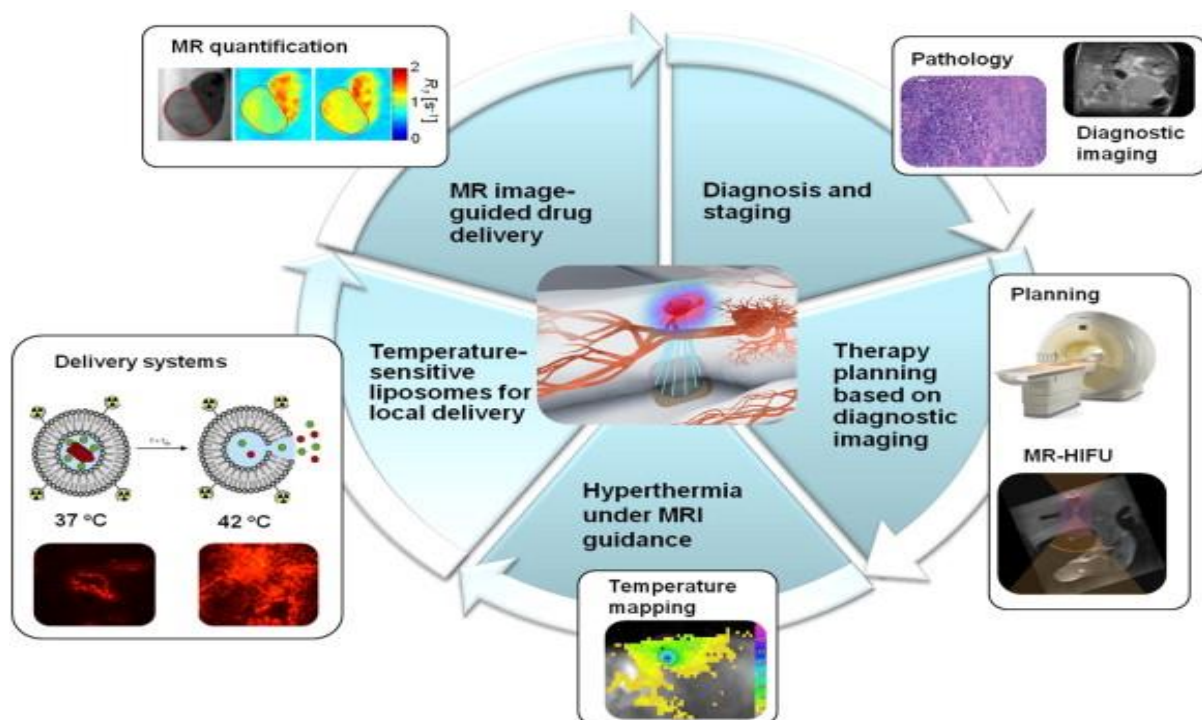 MR quantification
2
1
0
R₁ [s⁻¹]
Pathology
Diagnostic
imaging
MR image-
guided drug
delivery
Diagnosis and
staging
Planning
MR-HIFU
Therapy
planning
based on
diagnostic
imaging
Hyperthermia
under MRI
guidance
Temperature
mapping
Temperature-
sensitive
liposomes for
local delivery
Delivery systems
37 °C
42 °C